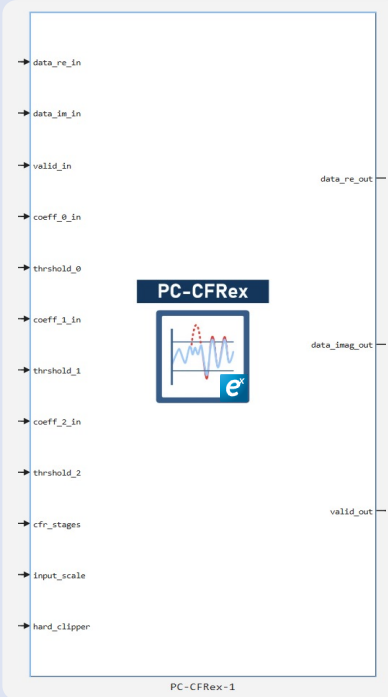 data_re_in
data_im_in
valid_in
data_re_out
coeff_0_in
thrshold_0
PC-CFRex
coeff_1_in
data_imag_out
thrshold_1
e^x
coeff_2_in
thrshold_2
valid_out
cfr_stages
input_scale
hard_clipper
PC-CFRex-1